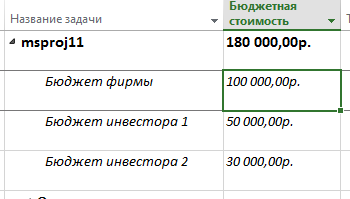 Название задачи
Бюджетная стоимость
msproj11 180 000,00р.
Бюджет фирмы 100 000,00р.
Бюджет инвестора 1 50 000,00р.
Бюджет инвестора 2 30 000,00р.